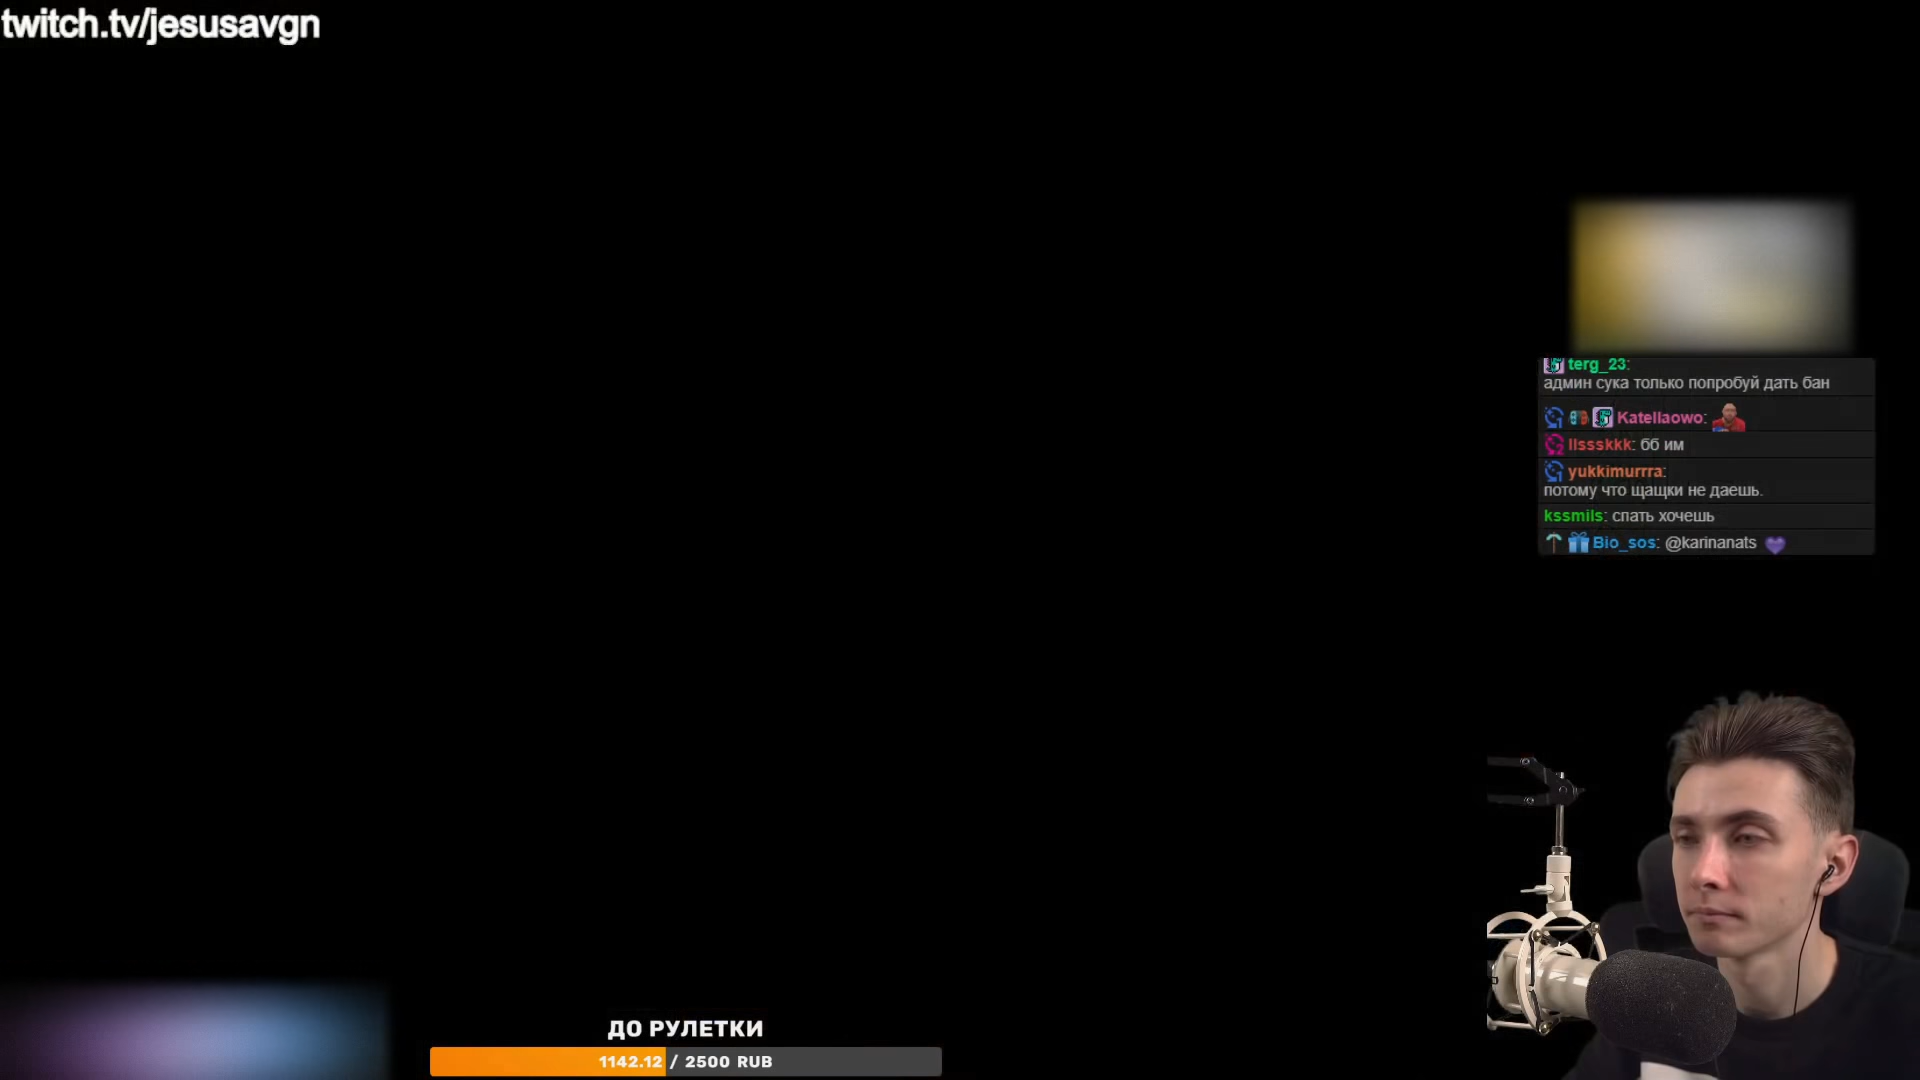 twitch.tv/jesusavgn
terg_23:
админ сука только попробуй дать бан
Katellaowo:
llssskkk: бб им
yukkimurrra:
потому что щащки не даешь.
kssmils: спать хочешь
Bio_sos: @karinanats
ДО РУЛЕТКИ
1142.12 / 2500 RUB